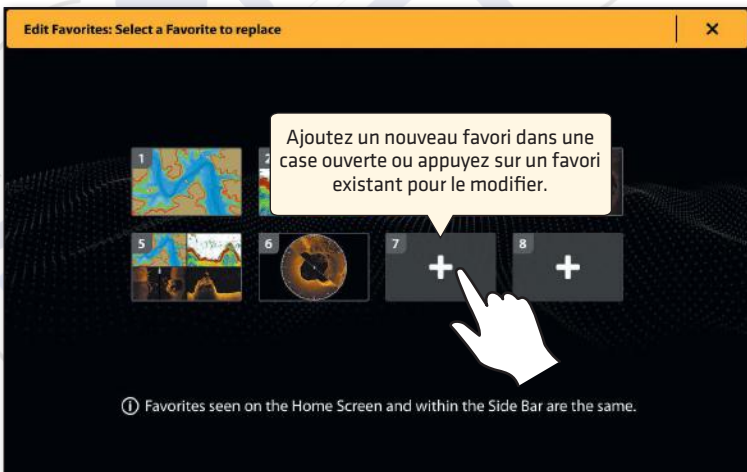 Edit Favorites: Select a Favorite to replace
Ajoutez un nouveau favori dans une
case ouverte ou appuyez sur un favori
existant pour le modifier.
1
2
5
6
7
8
Favorites seen on the Home Screen and within the Side Bar are the same.